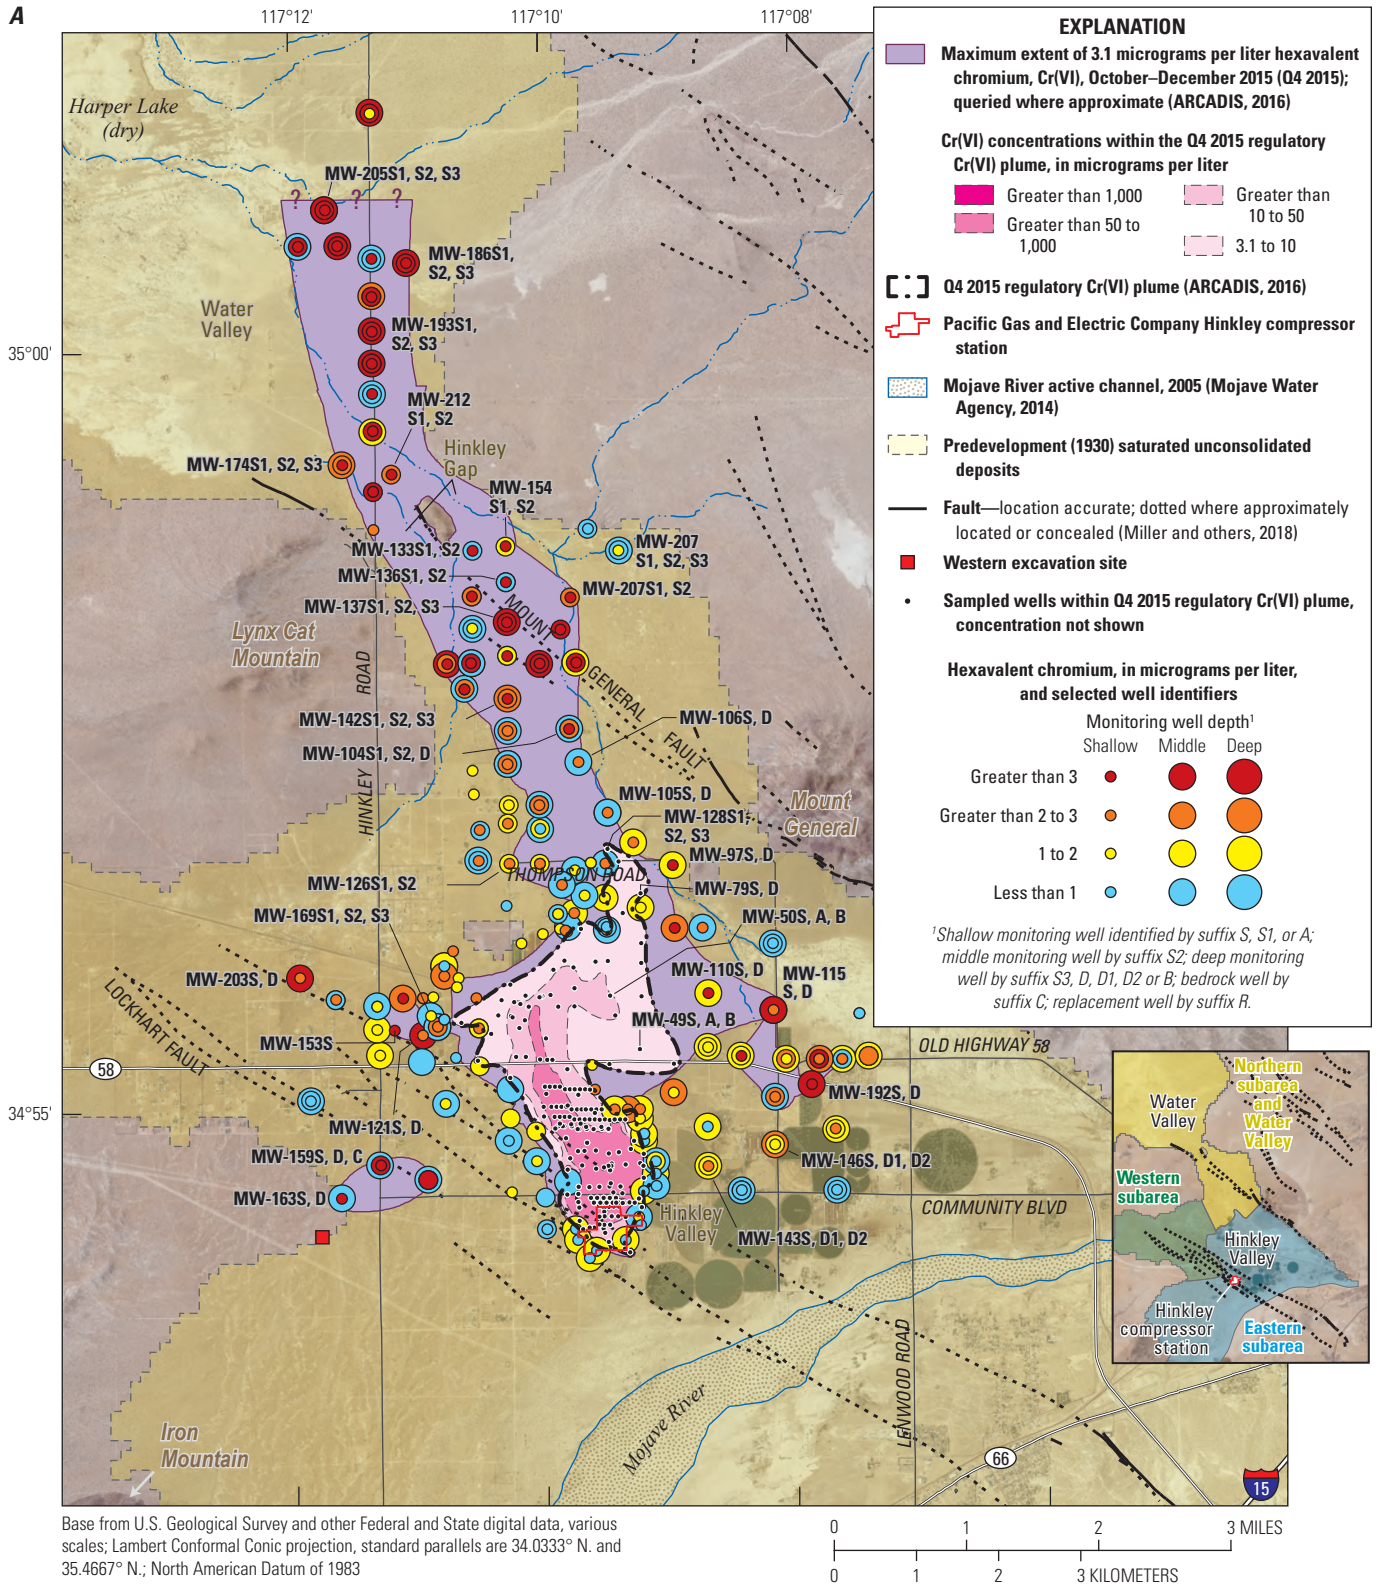 A
117°12'
117°10'
117°08'
Harper Lake
(dry)
MW-205S1, S2, S3
?
?
?
MW-186S1,
S2, S3
Water
Valley
MW-193S1,
S2, S3
35°00'
MW-212
S1, S2
Hinkley
Gap
MW-174S1, S2, S3
MW-154
S1, S2
MW-133S1, S2
MW-207
S1, S2, S3
MW-136S1, S2
MW-207S1, S2
MW-137S1, S2, S3
MOUNT
GENERAL
FAULT
Lynx Cat
Mountain
HINKLEY
ROAD
MW-142S1, S2, S3
MW-106S, D
MW-104S1, S2, D
MW-105S, D
Mount
General
MW-128S1,
S2, S3
MW-97S, D
THOMPSON ROAD
MW-126S1, S2
MW-79S, D
MW-169S1, S2, S3
MW-50S, A, B
MW-203S, D
MW-110S, D
MW-115
S, D
LOCKHART FAULT
MW-49S, A, B
MW-153S
OLD HIGHWAY 58
58
MW-192S, D
34°55'
MW-121S, D
MW-159S, D, C
MW-146S, D1, D2
MW-163S, D
COMMUNITY BLVD
Hinkley
Valley
MW-143S, D1, D2
LENWOOD ROAD
Mojave River
Iron
Mountain
66
15
EXPLANATION
Maximum extent of 3.1 micrograms per liter hexavalent
chromium, Cr(VI), October–December 2015 (Q4 2015);
queried where approximate (ARCADIS, 2016)
Cr(VI) concentrations within the Q4 2015 regulatory
Cr(VI) plume, in micrograms per liter
Greater than 1,000
Greater than 50 to
1,000
Greater than
10 to 50
3.1 to 10
Q4 2015 regulatory Cr(VI) plume (ARCADIS, 2016)
Pacific Gas and Electric Company Hinkley compressor
station
Mojave River active channel, 2005 (Mojave Water
Agency, 2014)
Predevelopment (1930) saturated unconsolidated
deposits
Fault—location accurate; dotted where approximately
located or concealed (Miller and others, 2018)
Western excavation site
Sampled wells within Q4 2015 regulatory Cr(VI) plume,
concentration not shown
Hexavalent chromium, in micrograms per liter,
and selected well identifiers
Monitoring well depth¹
Shallow Middle Deep
Greater than 3
Greater than 2 to 3
1 to 2
Less than 1
¹Shallow monitoring well identified by suffix S, S1, or A;
middle monitoring well by suffix S2; deep monitoring
well by suffix S3, D, D1, D2 or B; bedrock well by
suffix C; replacement well by suffix R.
Northern
subarea
and
Water
Valley
Water
Valley
Western
subarea
Hinkley
Valley
Hinkley
compressor
station
Eastern
subarea
Base from U.S. Geological Survey and other Federal and State digital data, various
scales; Lambert Conformal Conic projection, standard parallels are 34.0333° N. and
35.4667° N.; North American Datum of 1983
0 1 2 3 MILES
0 1 2 3 KILOMETERS